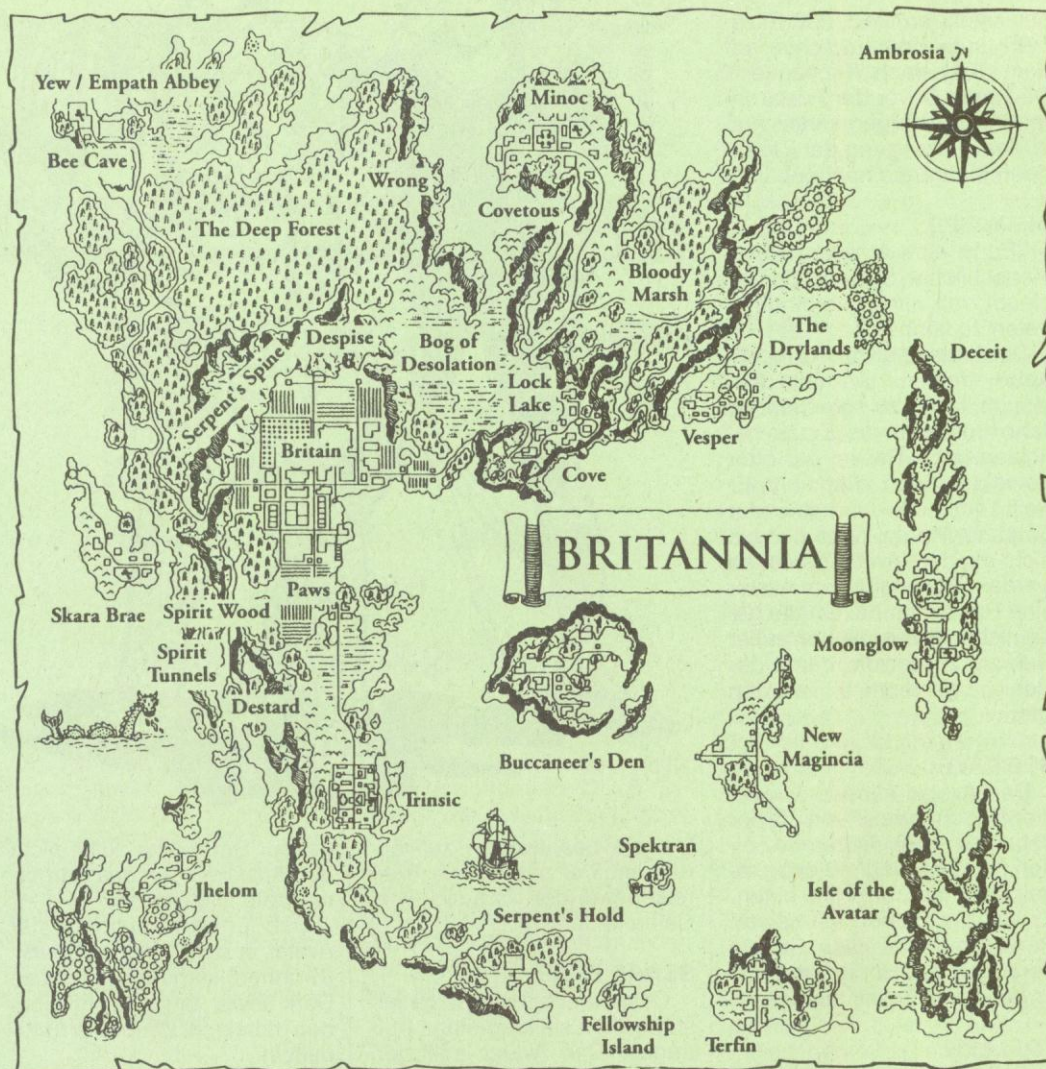 Ambrosia N
Yew / Empath Abbey
Minoc
Bee Cave
Wrong
Covetous
The Deep Forest
Bloody
Marsh
The
Drylands
Despise
Bog of
Desolation
Deceit
Serpent's Spine
Lock
Lake
Vesper
Britain
Cove
BRITANNIA
Paws
Skara Brae
Spirit Wood
Spirit
Tunnels
Moonglow
Destard
New
Magincia
Buccaneer's Den
Trinsic
Spektran
Jhelom
Isle of the
Avatar
Serpent's Hold
Fellowship
Island
Terfin